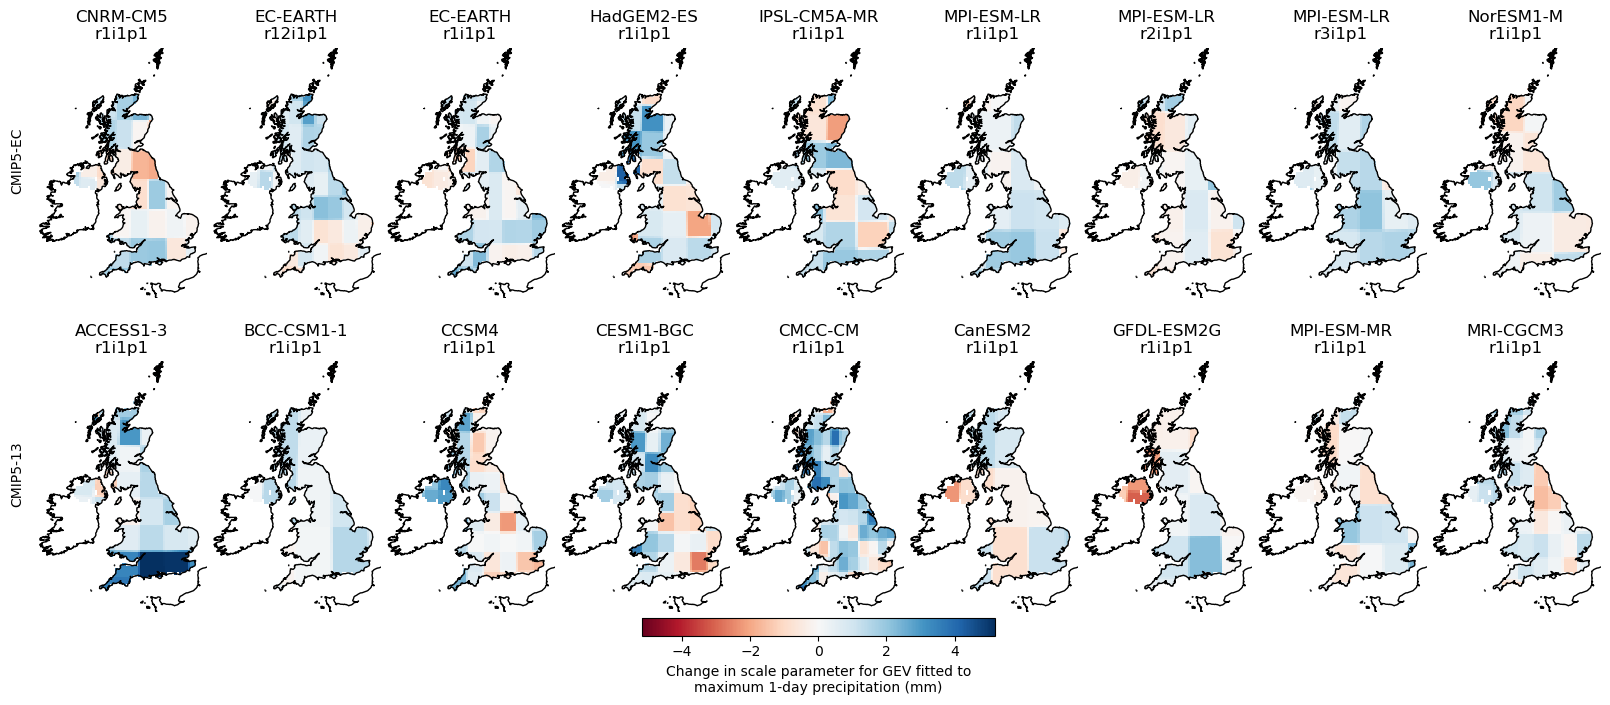 CNRM-CM5 EC-EARTH EC-EARTH HadGEM2-ES IPSL-CM5A-MR MPI-ESM-LR MPI-ESM-LR MPI-ESM-LR NorESM1-M
r1i1p1 r12i1p1 r1i1p1 r1i1p1 r1i1p1 r1i1p1 r2i1p1 r3i1p1 r1i1p1
CMIP5-EC
ACCESS1-3 BCC-CSM1-1 CCSM4 CESM1-BGC CMCC-CM CanESM2 GFDL-ESM2G MPI-ESM-MR MRI-CGCM3
r1i1p1 r1i1p1 r1i1p1 r1i1p1 r1i1p1 r1i1p1 r1i1p1 r1i1p1 r1i1p1
CMIP5-13
−4 −2 0 2 4
Change in scale parameter for GEV fitted to
maximum 1-day precipitation (mm)